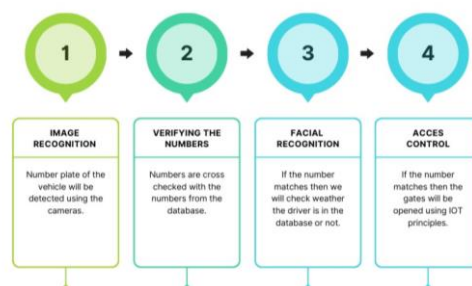 1
2
3
4
IMAGE
RECOGNITION
Number plate of the
vehicle will be
detected using the
cameras.
VERIFYING THE
NUMBERS
Numbers are cross
checked with the
numbers from the
database.
FACIAL
RECOGNITION
If the number
matches then we
will check weather
the driver is in the
database or not.
ACCES
CONTROL
If the number
matches then the
gates will be
opened using IOT
principles.